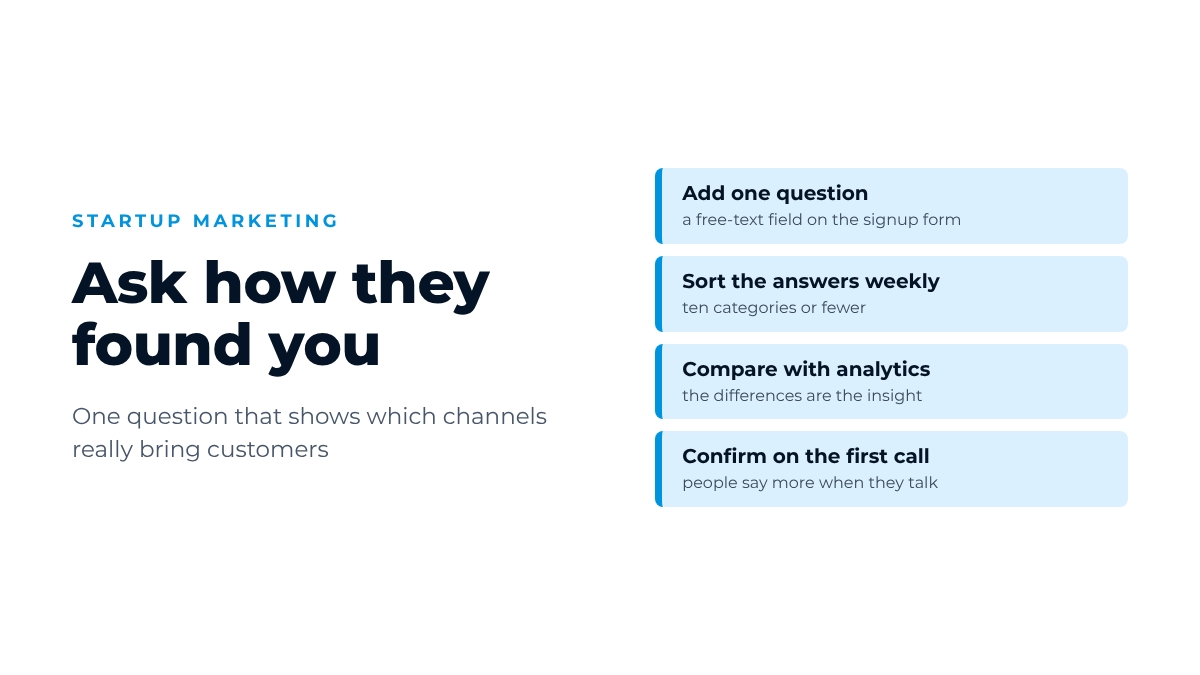 STARTUP MARKETING
Ask how they
found you
One question that shows which channels
really bring customers
Add one question
a free-text field on the signup form
Sort the answers weekly
ten categories or fewer
Compare with analytics
the differences are the insight
Confirm on the first call
people say more when they talk